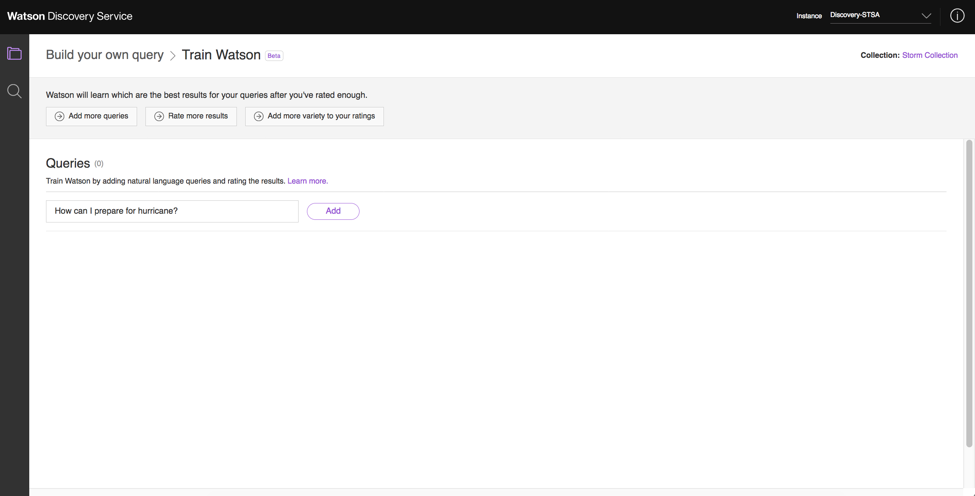 Watson Discovery Service
Instance Discovery-STSA
Build your own query > Train Watson Beta
Collection: Storm Collection
Watson will learn which are the best results for your queries after you've rated enough.
Add more queries Rate more results Add more variety to your ratings
Queries (0)
Train Watson by adding natural language queries and rating the results. Learn more.
How can I prepare for hurricane? Add